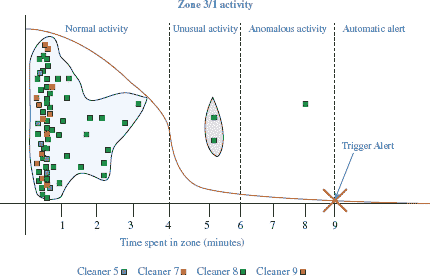 Zone 3/1 activity
Normal activity Unusual activity Anomalous activity Automatic alert
Trigger Alert
1 2 3 4 5 6 7 8 9
Time spent in zone (minutes)
Cleaner 5 Cleaner 7 Cleaner 8 Cleaner 9